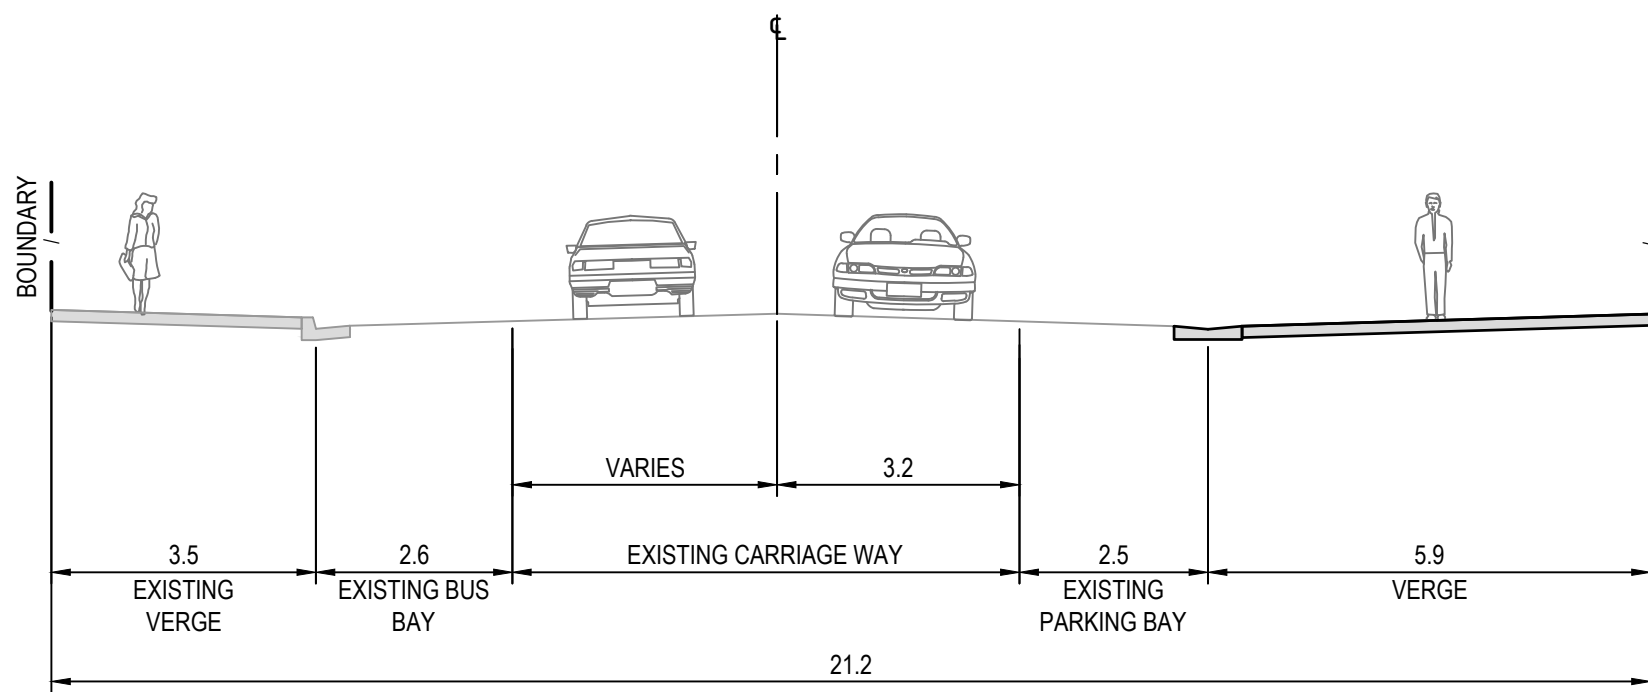 ℄
BOUNDARY
VARIES
3.2
3.5
2.6
EXISTING CARRIAGE WAY
2.5
5.9
EXISTING
VERGE
EXISTING BUS
BAY
EXISTING
PARKING BAY
VERGE
21.2